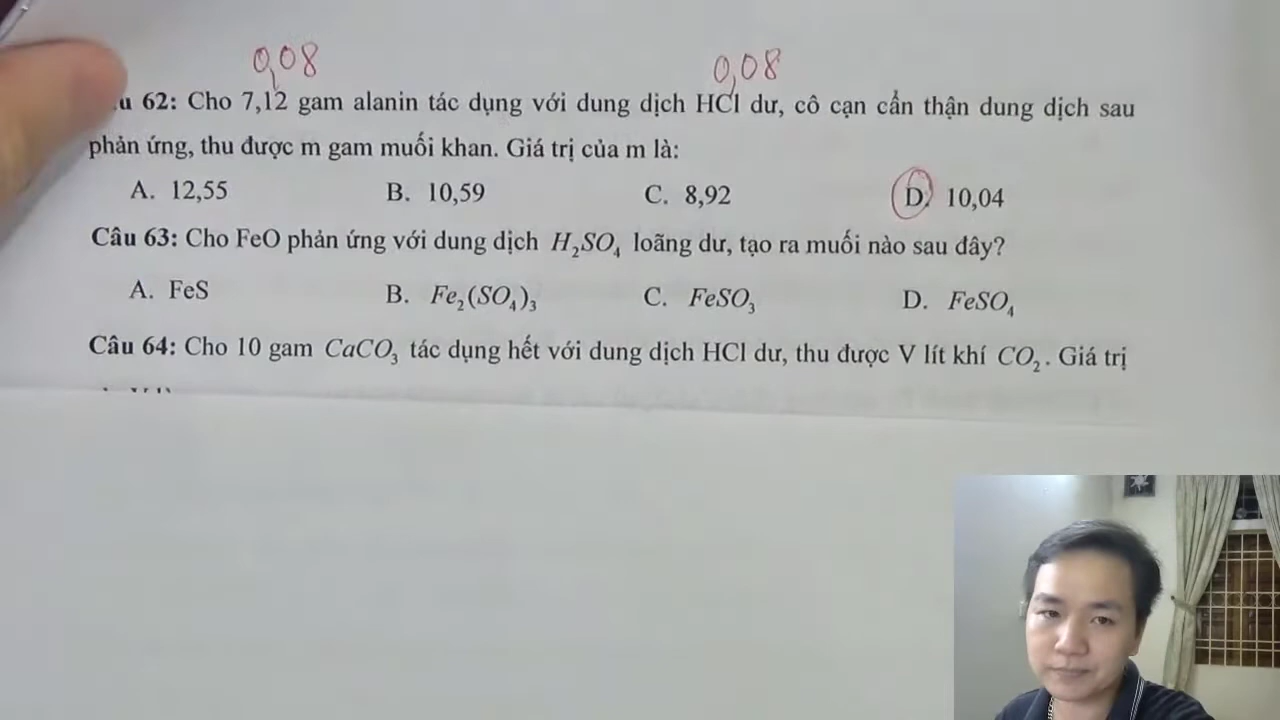 0,08 0,08
u 62: Cho 7,12 gam alanin tác dụng với dung dịch HCl dư, cô cạn cẩn thận dung dịch sau
phản ứng, thu được m gam muối khan. Giá trị của m là:
A. 12,55 B. 10,59 C. 8,92 D. 10,04
Câu 63: Cho FeO phản ứng với dung dịch H₂SO₄ loãng dư, tạo ra muối nào sau đây?
A. FeS B. Fe₂(SO₄)₃ C. FeSO₃ D. FeSO₄
Câu 64: Cho 10 gam CaCO₃ tác dụng hết với dung dịch HCl dư, thu được V lít khí CO₂. Giá trị